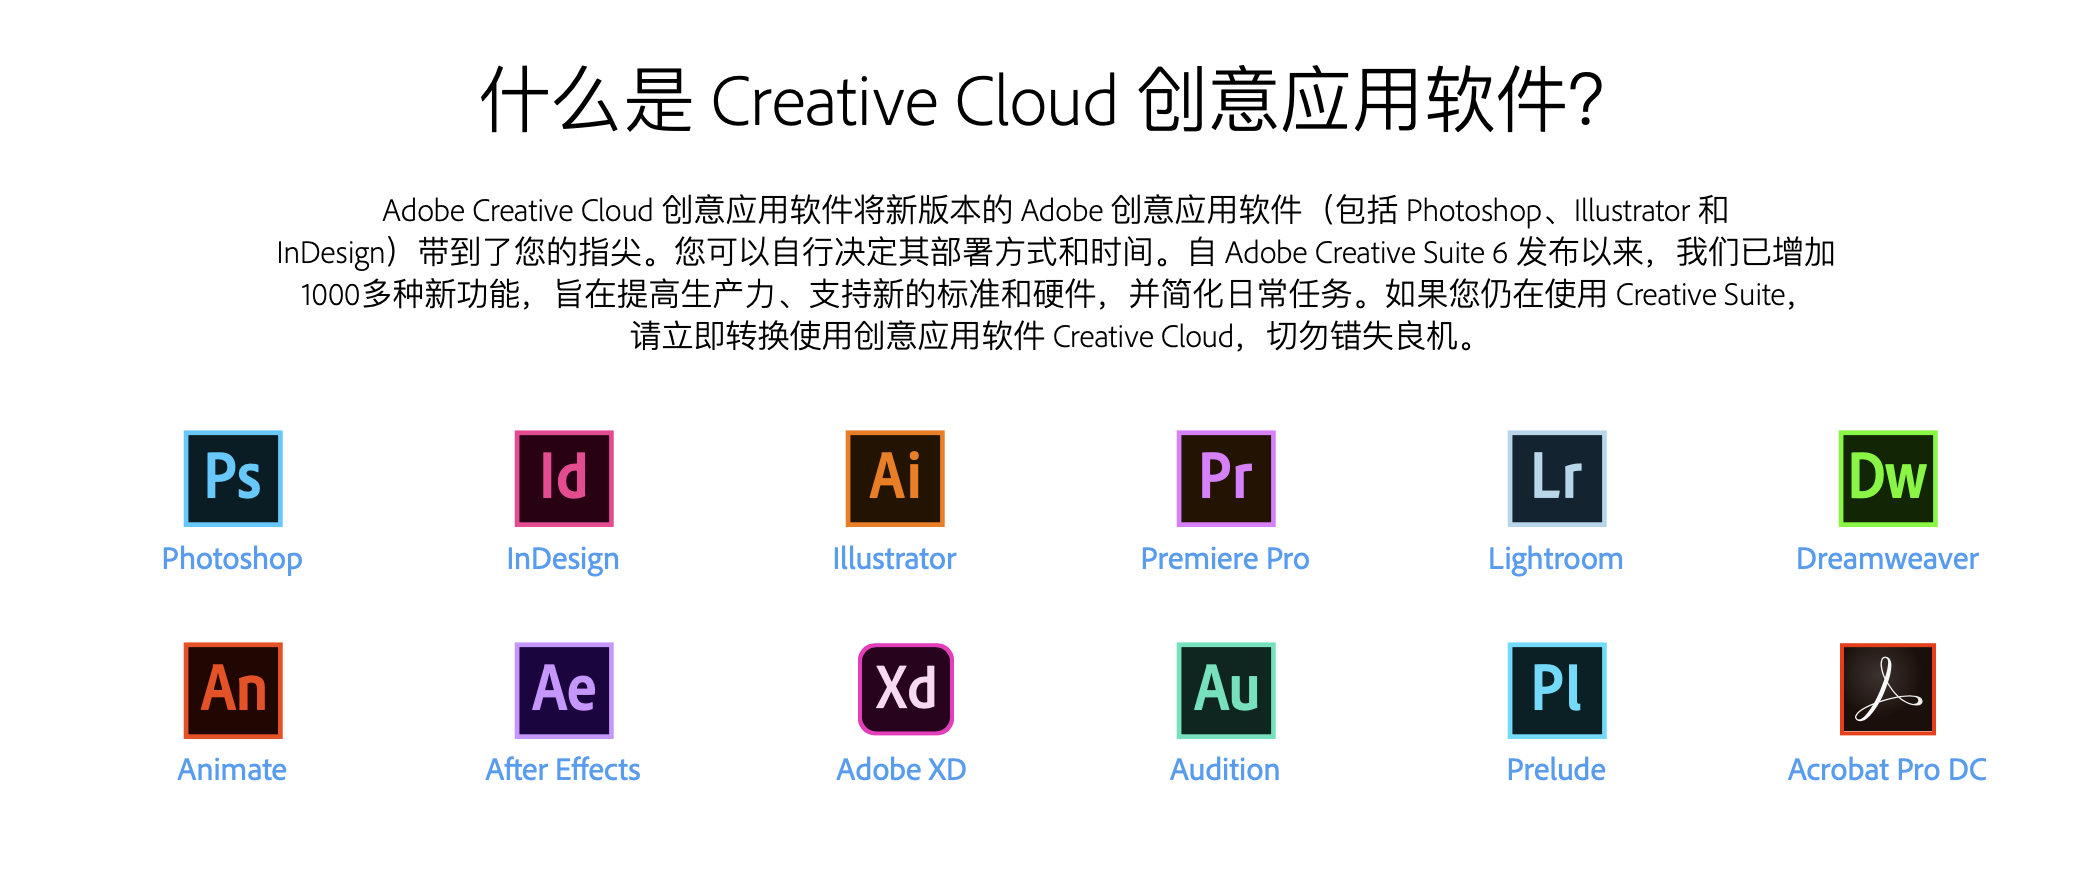 什么是 Creative Cloud 创意应用软件？
Adobe Creative Cloud 创意应用软件将新版本的 Adobe 创意应用软件（包括 Photoshop、Illustrator 和
InDesign）带到了您的指尖。您可以自行决定其部署方式和时间。自 Adobe Creative Suite 6 发布以来，我们已增加
1000多种新功能，旨在提高生产力、支持新的标准和硬件，并简化日常任务。如果您仍在使用 Creative Suite，
请立即转换使用创意应用软件 Creative Cloud，切勿错失良机。
Ps Id Ai Pr Lr Dw
Photoshop InDesign Illustrator Premiere Pro Lightroom Dreamweaver
An Ae Xd Au Pl
Animate After Effects Adobe XD Audition Prelude Acrobat Pro DC